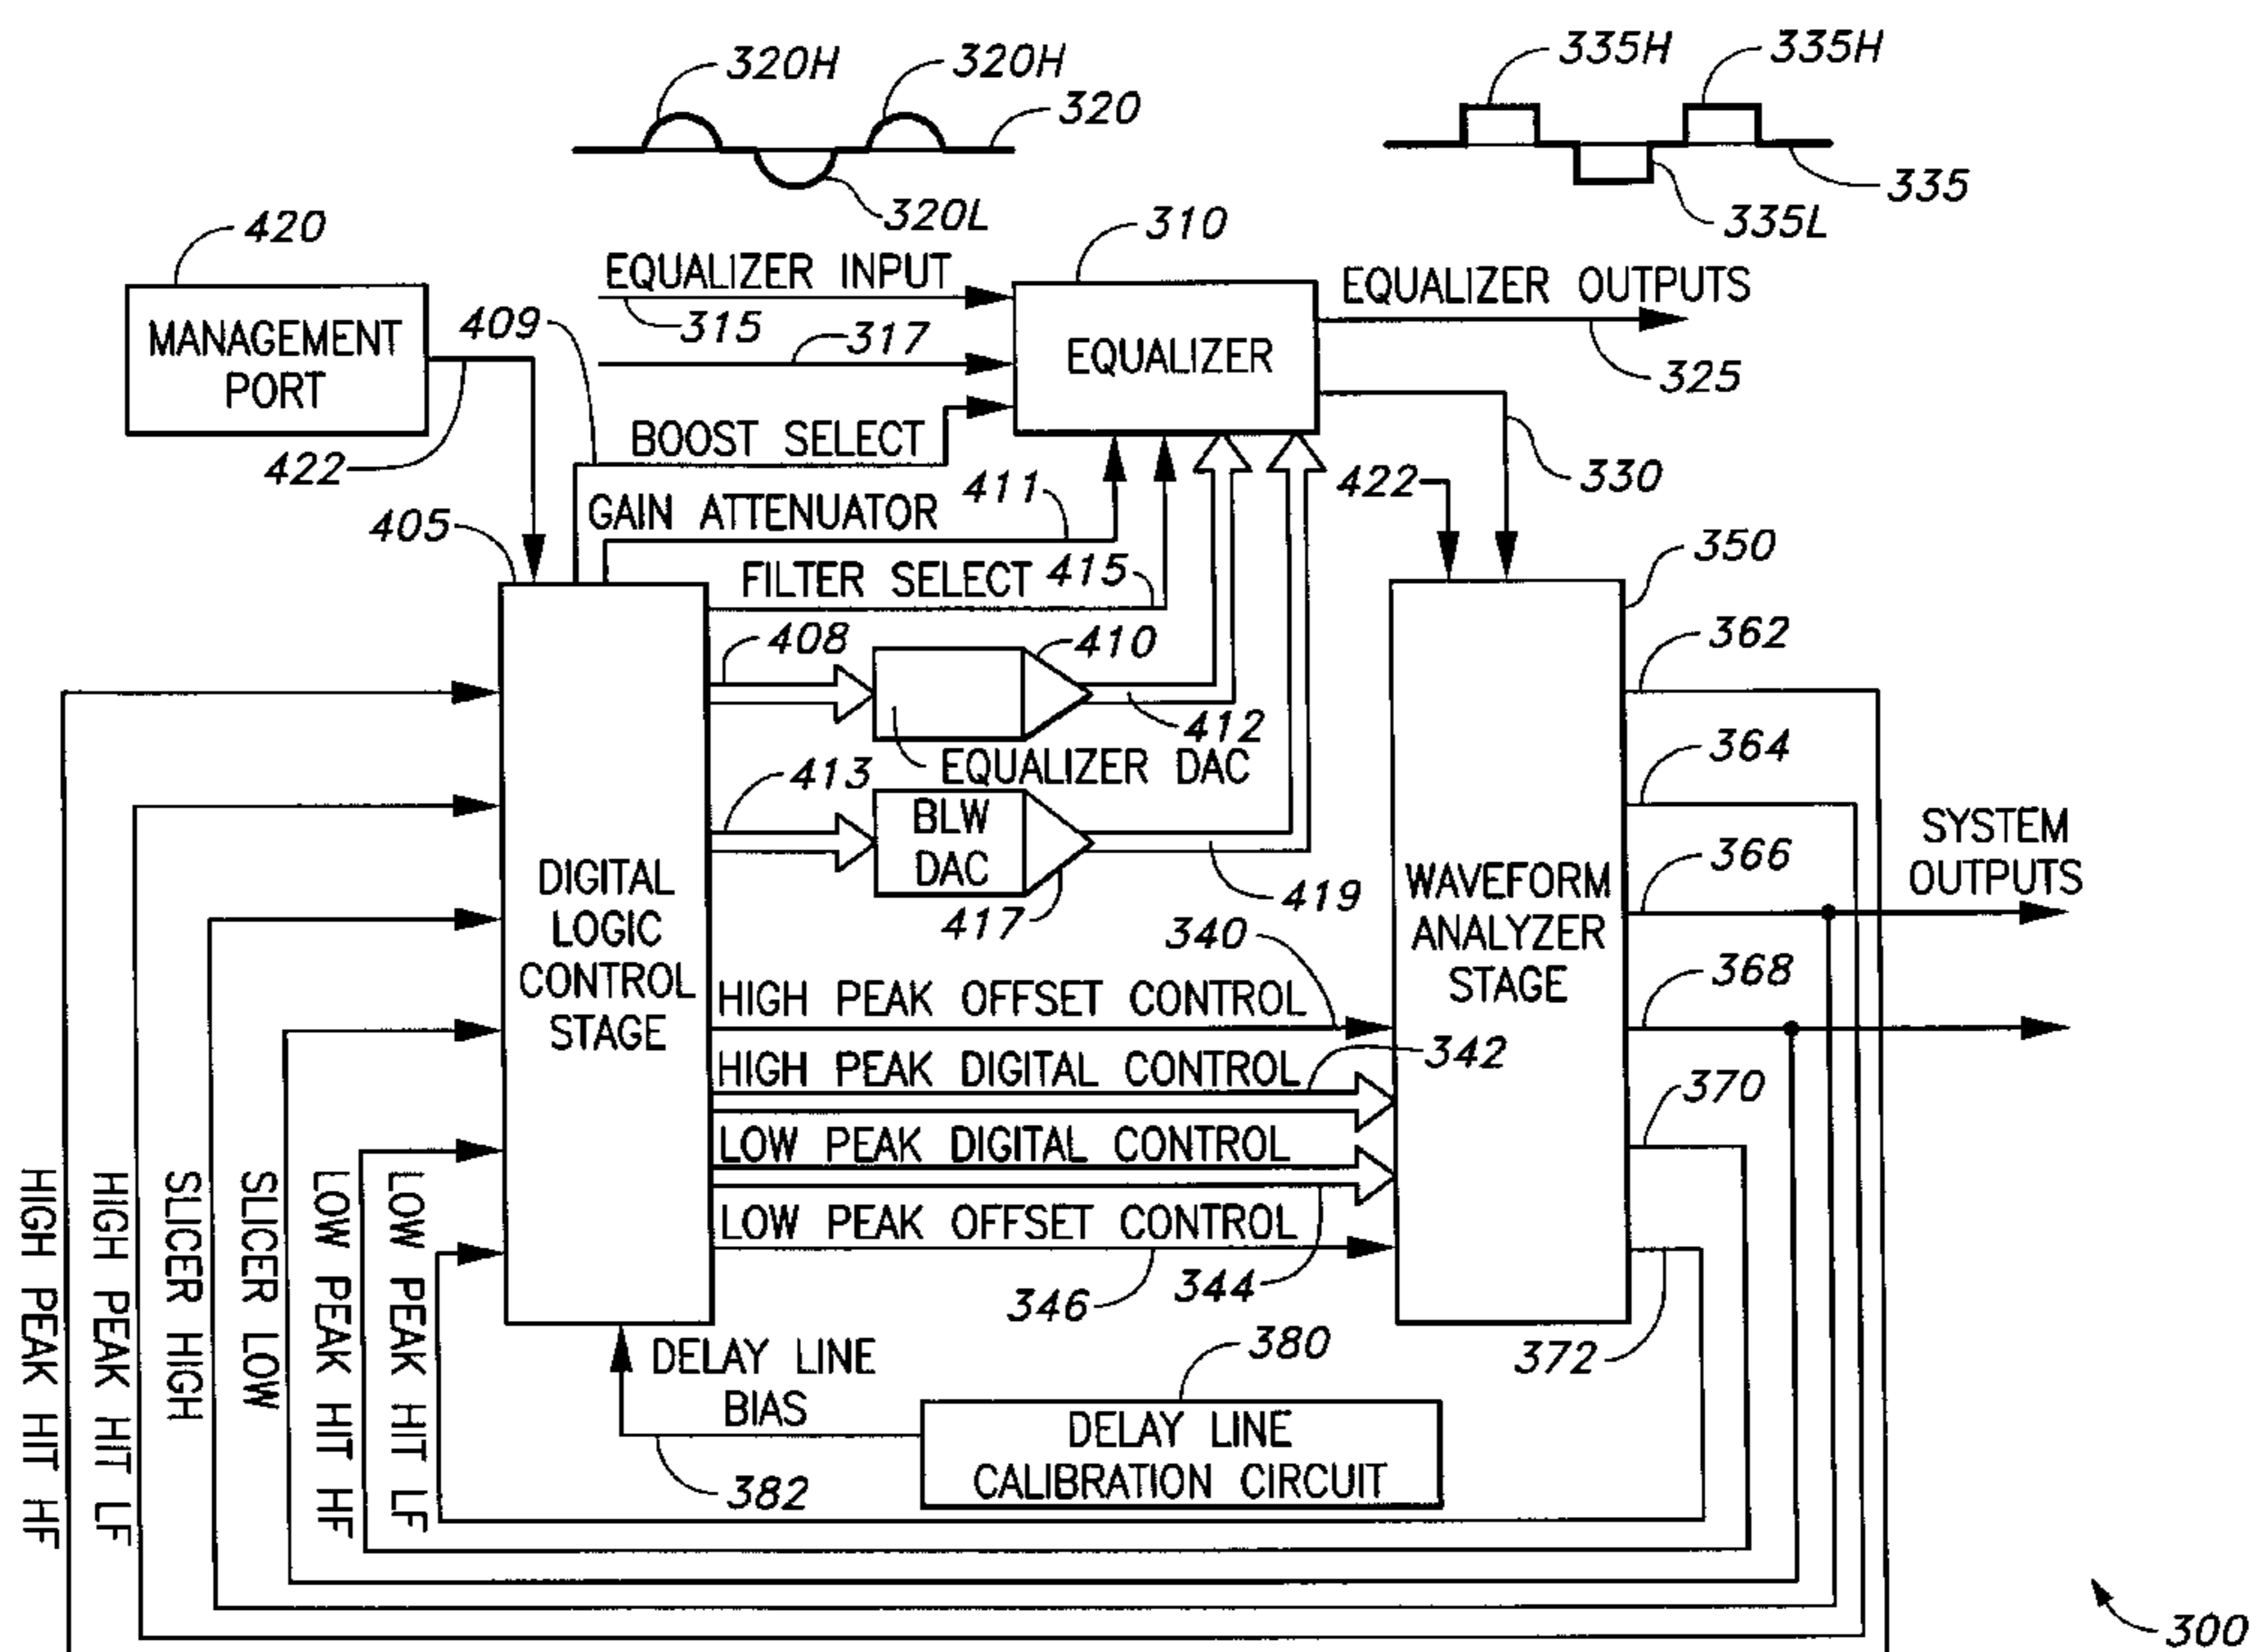 320H
320H
320
320L
335H
335H
335
335L
420
MANAGEMENT
PORT
422
409
EQUALIZER INPUT
315
317
310
EQUALIZER
EQUALIZER OUTPUTS
325
330
422
BOOST SELECT
GAIN ATTENUATOR
411
FILTER SELECT
415
405
DIGITAL
LOGIC
CONTROL
STAGE
408
410
412
EQUALIZER DAC
413
BLW
DAC
417
419
350
WAVEFORM
ANALYZER
STAGE
362
364
366
368
SYSTEM
OUTPUTS
370
372
HIGH PEAK OFFSET CONTROL
340
HIGH PEAK DIGITAL CONTROL
342
LOW PEAK DIGITAL CONTROL
344
LOW PEAK OFFSET CONTROL
346
DELAY LINE
BIAS
382
380
DELAY LINE
CALIBRATION CIRCUIT
HIGH PEAK HIT HF
HIGH PEAK HIT LF
SLICER HIGH
SLICER LOW
LOW PEAK HIT HF
LOW PEAK HIT LF
300